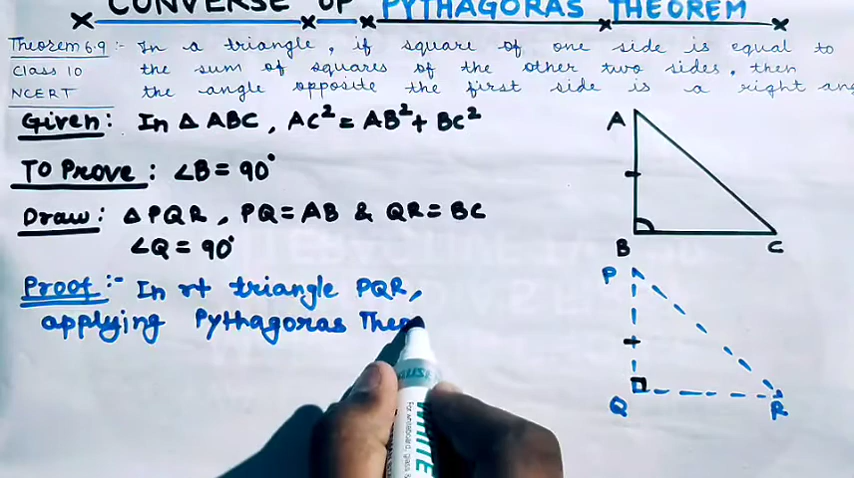 CONVERSE OF PYTHAGORAS THEOREM
Theorem 6.9 :- In a triangle, if square of one side is equal to
Class 10 the sum of squares of the other two sides, then
NCERT the angle opposite the first side is a right
Given: In △ ABC, AC² = AB² + BC²
To Prove: ∠B = 90°
Draw: △ PQR, PQ = AB & QR = BC
∠Q = 90°
Proof:- In rt triangle PQR,
applying Pythagoras
A
B
C
P
Q
R
WHITE